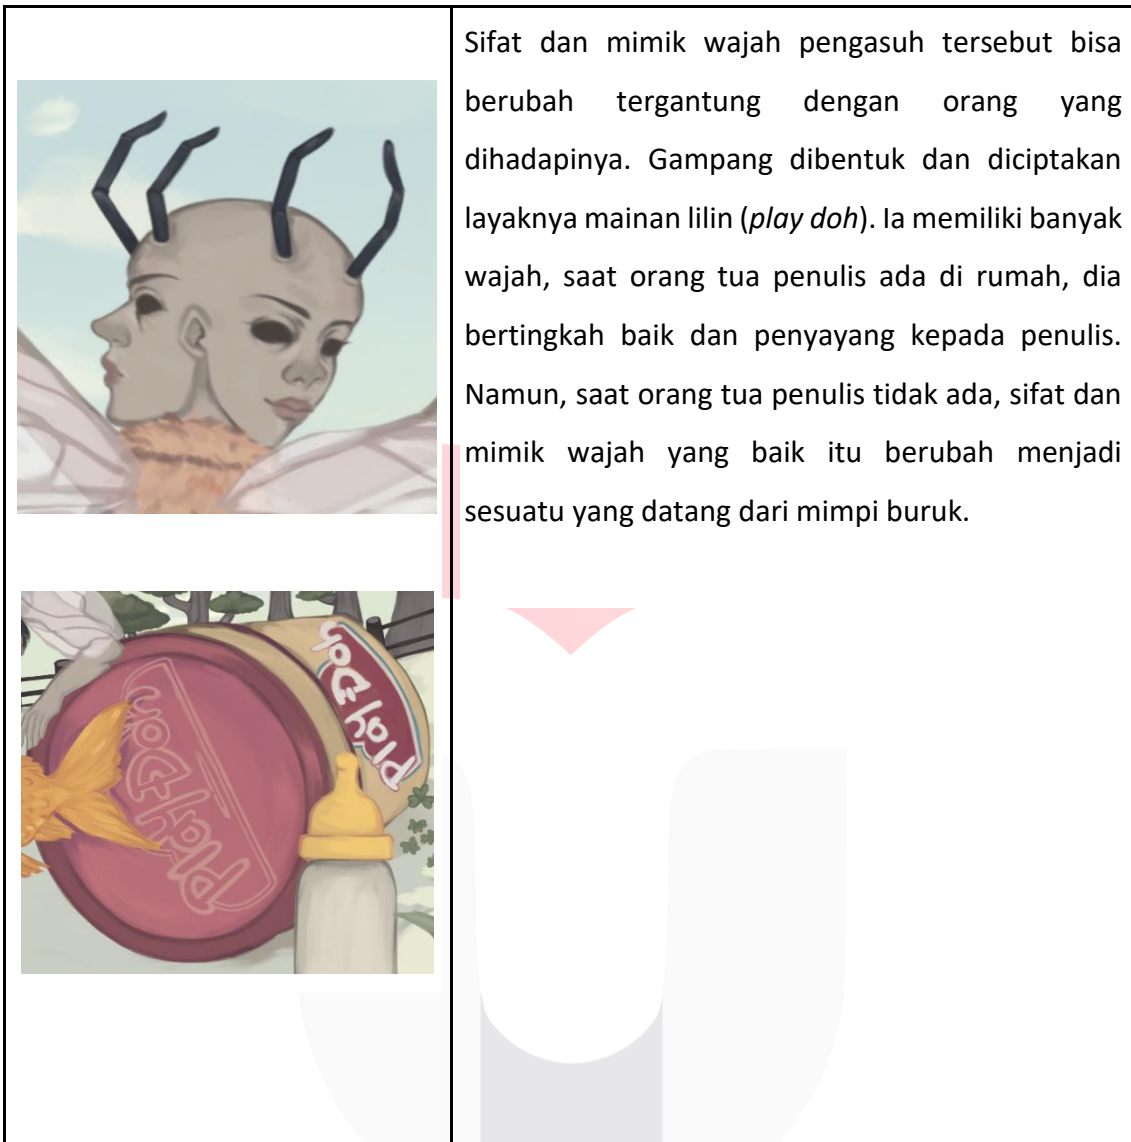 Sifat dan mimik wajah pengasuh tersebut bisa
berubah tergantung dengan orang yang
dihadapinya. Gampang dibentuk dan diciptakan
layaknya mainan lilin (play doh). Ia memiliki banyak
wajah, saat orang tua penulis ada di rumah, dia
bertingkah baik dan penyayang kepada penulis.
Namun, saat orang tua penulis tidak ada, sifat dan
mimik wajah yang baik itu berubah menjadi
sesuatu yang datang dari mimpi buruk.
Play Doh
Play Doh